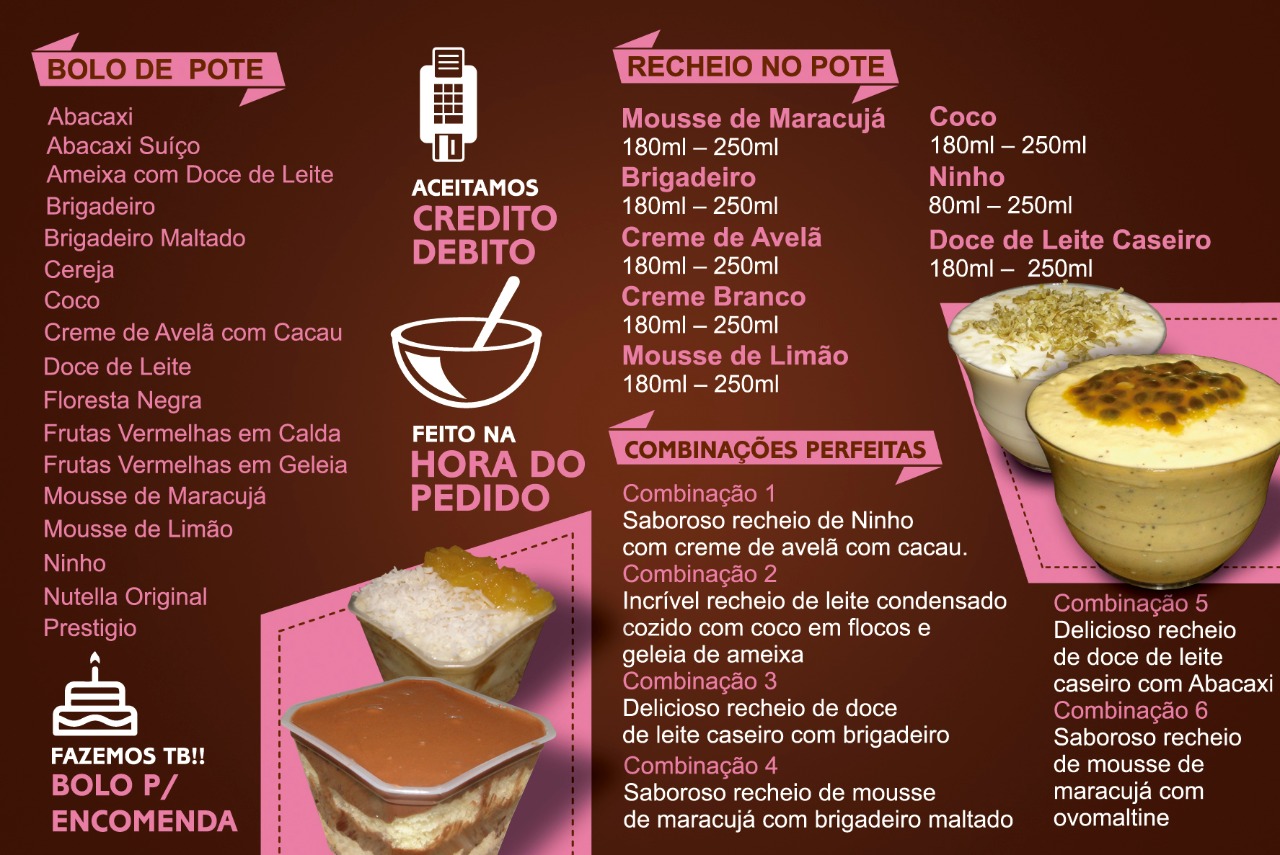 BOLO DE POTE
Abacaxi
Abacaxi Suíço
Ameixa com Doce de Leite
Brigadeiro
Brigadeiro Maltado
Cereja
Coco
Creme de Avelã com Cacau
Doce de Leite
Floresta Negra
Frutas Vermelhas em Calda
Frutas Vermelhas em Geleia
Mousse de Maracujá
Mousse de Limão
Ninho
Nutella Original
Prestigio
FAZEMOS TB!!
BOLO P/
ENCOMENDA
ACEITAMOS
CREDITO
DEBITO
FEITO NA
HORA DO
PEDIDO
RECHEIO NO POTE
Mousse de Maracujá
180ml – 250ml
Brigadeiro
180ml – 250ml
Creme de Avelã
180ml – 250ml
Creme Branco
180ml – 250ml
Mousse de Limão
180ml – 250ml
Coco
180ml – 250ml
Ninho
80ml – 250ml
Doce de Leite Caseiro
180ml – 250ml
COMBINAÇÕES PERFEITAS
Combinação 1
Saboroso recheio de Ninho
com creme de avelã com cacau.
Combinação 2
Incrível recheio de leite condensado
cozido com coco em flocos e
geleia de ameixa
Combinação 3
Delicioso recheio de doce
de leite caseiro com brigadeiro
Combinação 4
Saboroso recheio de mousse
de maracujá com brigadeiro maltado
Combinação 5
Delicioso recheio
de doce de leite
caseiro com Abacaxi
Combinação 6
Saboroso recheio
de mousse de
maracujá com
ovomaltine